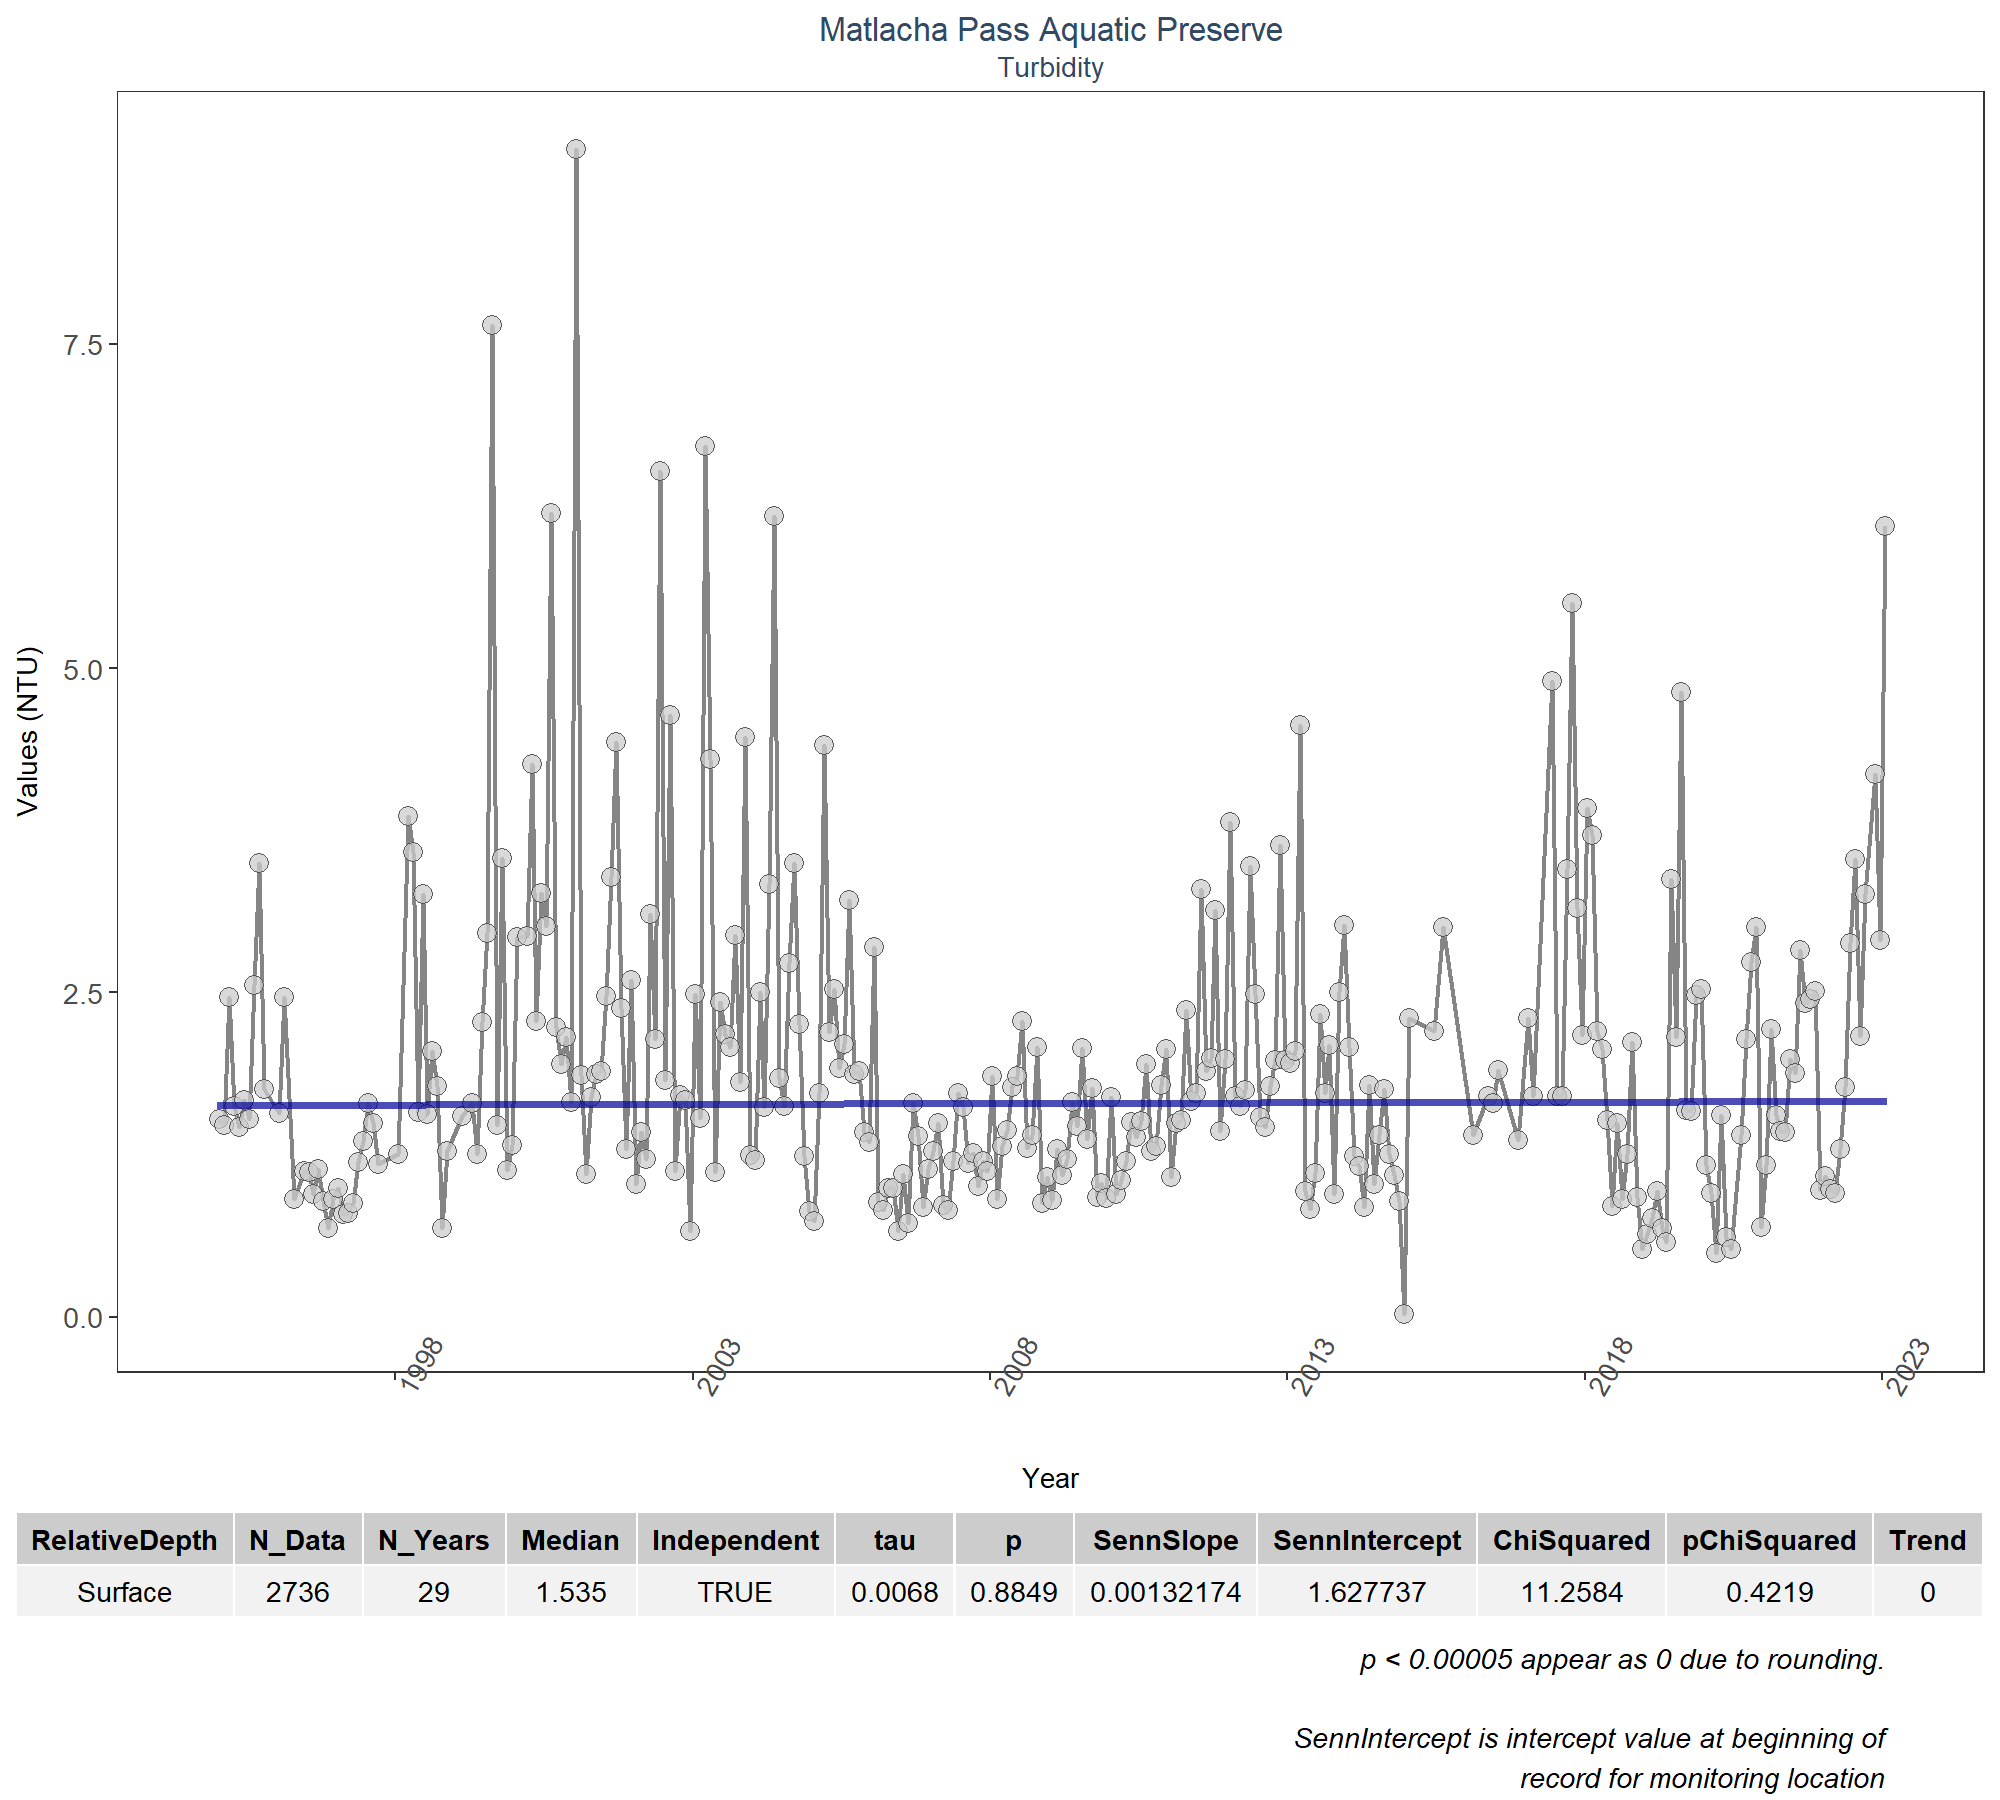 Matlacha Pass Aquatic Preserve
Turbidity
Values (NTU)
7.5
5.0
2.5
0.0
1998
2003
2008
2013
2018
2023
Year
RelativeDepth N_Data N_Years Median Independent tau p SennSlope SennIntercept ChiSquared pChiSquared Trend
Surface 2736 29 1.535 TRUE 0.0068 0.8849 0.00132174 1.627737 11.2584 0.4219 0
p < 0.00005 appear as 0 due to rounding.
SennIntercept is intercept value at beginning of
record for monitoring location